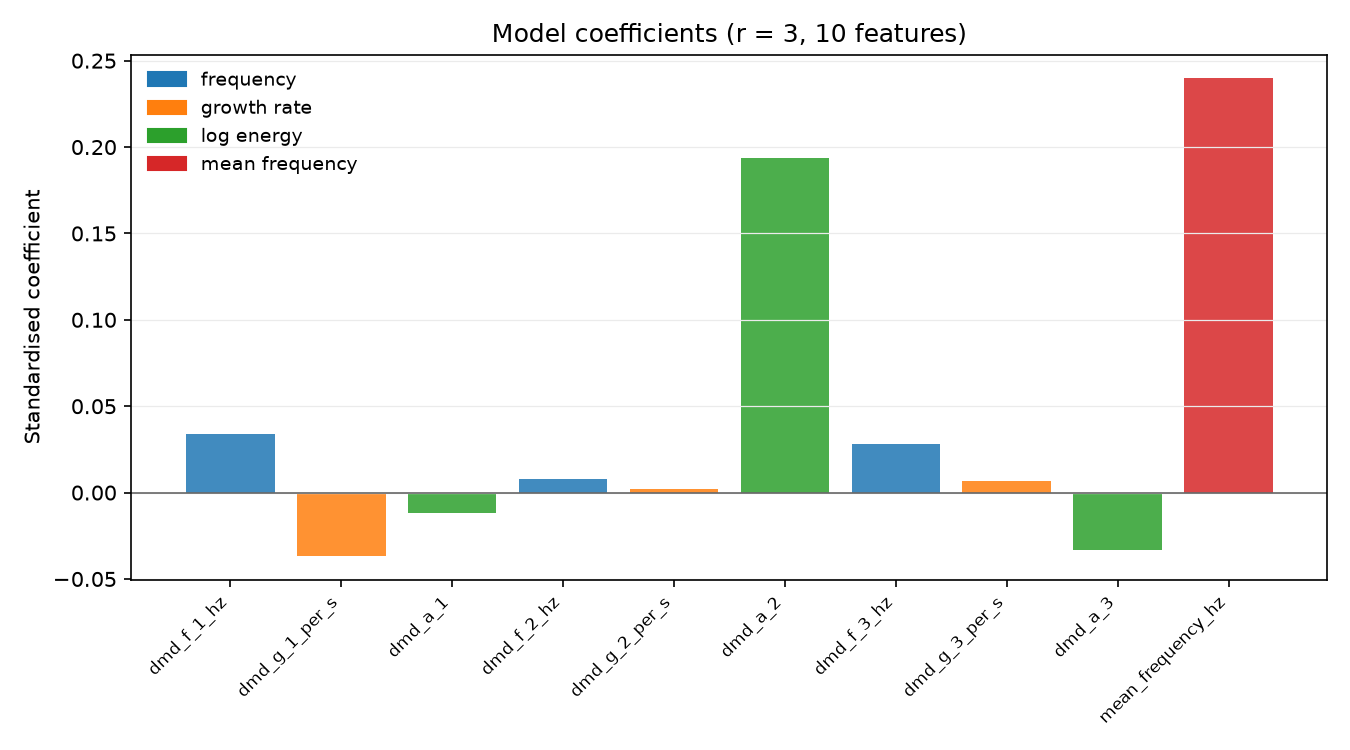 Model coefficients (r = 3, 10 features)
Standardised coefficient
0.25
0.20
0.15
0.10
0.05
0.00
−0.05
frequency
growth rate
log energy
mean frequency
dmd_f_1_hz
dmd_g_1_per_s
dmd_a_1
dmd_f_2_hz
dmd_g_2_per_s
dmd_a_2
dmd_f_3_hz
dmd_g_3_per_s
dmd_a_3
mean_frequency_hz